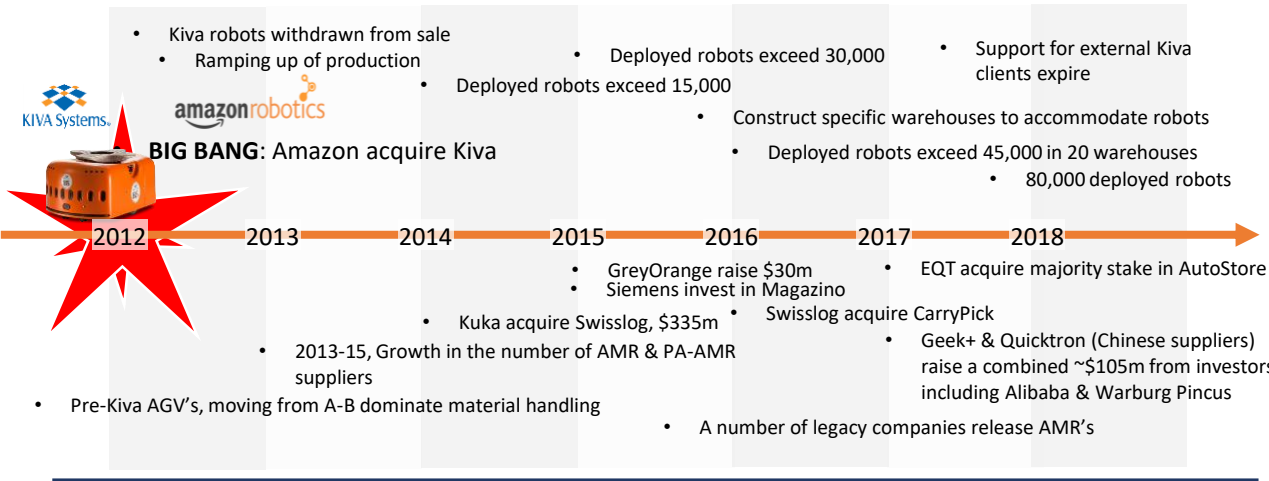 • Kiva robots withdrawn from sale
• Ramping up of production
• Deployed robots exceed 30,000
• Support for external Kiva
clients expire
• Deployed robots exceed 15,000
KIVA Systems.
amazonrobotics
• Construct specific warehouses to accommodate robots
• BIG BANG: Amazon acquire Kiva
• Deployed robots exceed 45,000 in 20 warehouses
• 80,000 deployed robots
2012 2013 2014 2015 2016 2017 2018
• GreyOrange raise $30m
• EQT acquire majority stake in AutoStore
• Siemens invest in Magazino
• Swisslog acquire CarryPick
• Kuka acquire Swisslog, $335m
• Geek+ & Quicktron (Chinese suppliers)
raise a combined ~$105m from investors
including Alibaba & Warburg Pincus
• 2013-15, Growth in the number of AMR & PA-AMR
suppliers
• Pre-Kiva AGV's, moving from A-B dominate material handling
• A number of legacy companies release AMR's